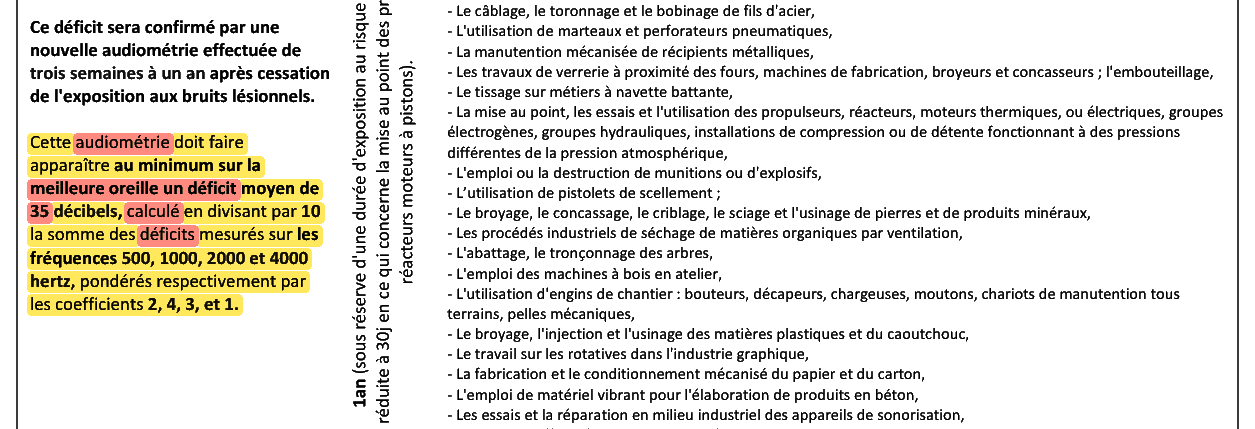 Ce déficit sera confirmé par une
nouvelle audiométrie effectuée de
trois semaines à un an après cessation
de l'exposition aux bruits lésionnels.
Cette audiométrie doit faire
apparaître au minimum sur la
meilleure oreille un déficit moyen de
35 décibels, calculé en divisant par 10
la somme des déficits mesurés sur les
fréquences 500, 1000, 2000 et 4000
hertz, pondérés respectivement par
les coefficients 2, 4, 3, et 1.
1an (sous réserve d'une durée d'exposition au risque
réduite à 30j en ce qui concerne la mise au point des
réacteurs moteurs à pistons).
- Le câblage, le toronnage et le bobinage de fils d'acier,
- L'utilisation de marteaux et perforateurs pneumatiques,
- La manutention mécanisée de récipients métalliques,
- Les travaux de verrerie à proximité des fours, machines de fabrication, broyeurs et concasseurs ; l'embouteillage,
- Le tissage sur métiers à navette battante,
- La mise au point, les essais et l'utilisation des propulseurs, réacteurs, moteurs thermiques, ou électriques, groupes
électrogènes, groupes hydrauliques, installations de compression ou de détente fonctionnant à des pressions
différentes de la pression atmosphérique,
- L'emploi ou la destruction de munitions ou d'explosifs,
- L’utilisation de pistolets de scellement ;
- Le broyage, le concassage, le criblage, le sciage et l'usinage de pierres et de produits minéraux,
- Les procédés industriels de séchage de matières organiques par ventilation,
- L'abattage, le tronçonnage des arbres,
- L'emploi des machines à bois en atelier,
- L'utilisation d'engins de chantier : bouteurs, décapeurs, chargeuses, moutons, chariots de manutention tous
terrains, pelles mécaniques,
- Le broyage, l'injection et l'usinage des matières plastiques et du caoutchouc,
- Le travail sur les rotatives dans l'industrie graphique,
- La fabrication et le conditionnement mécanisé du papier et du carton,
- L'emploi de matériel vibrant pour l'élaboration de produits en béton,
- Les essais et la réparation en milieu industriel des appareils de sonorisation,